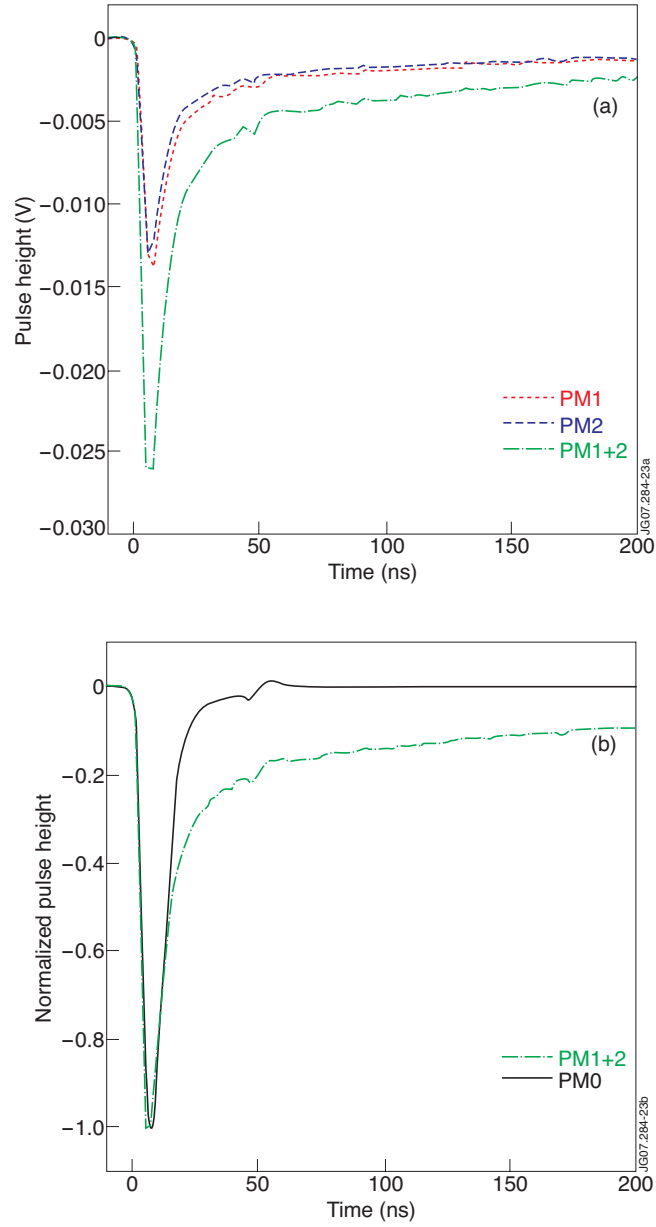 0
−0.005
−0.010
−0.015
−0.020
−0.025
−0.030
Pulse height (V)
(a)
PM1
PM2
PM1+2
0
50
100
150
200
Time (ns)
JG07.284-23a
0
−0.2
−0.4
−0.6
−0.8
−1.0
Normalized pulse height
(b)
PM1+2
PM0
0
50
100
150
200
Time (ns)
JG07.284-23b